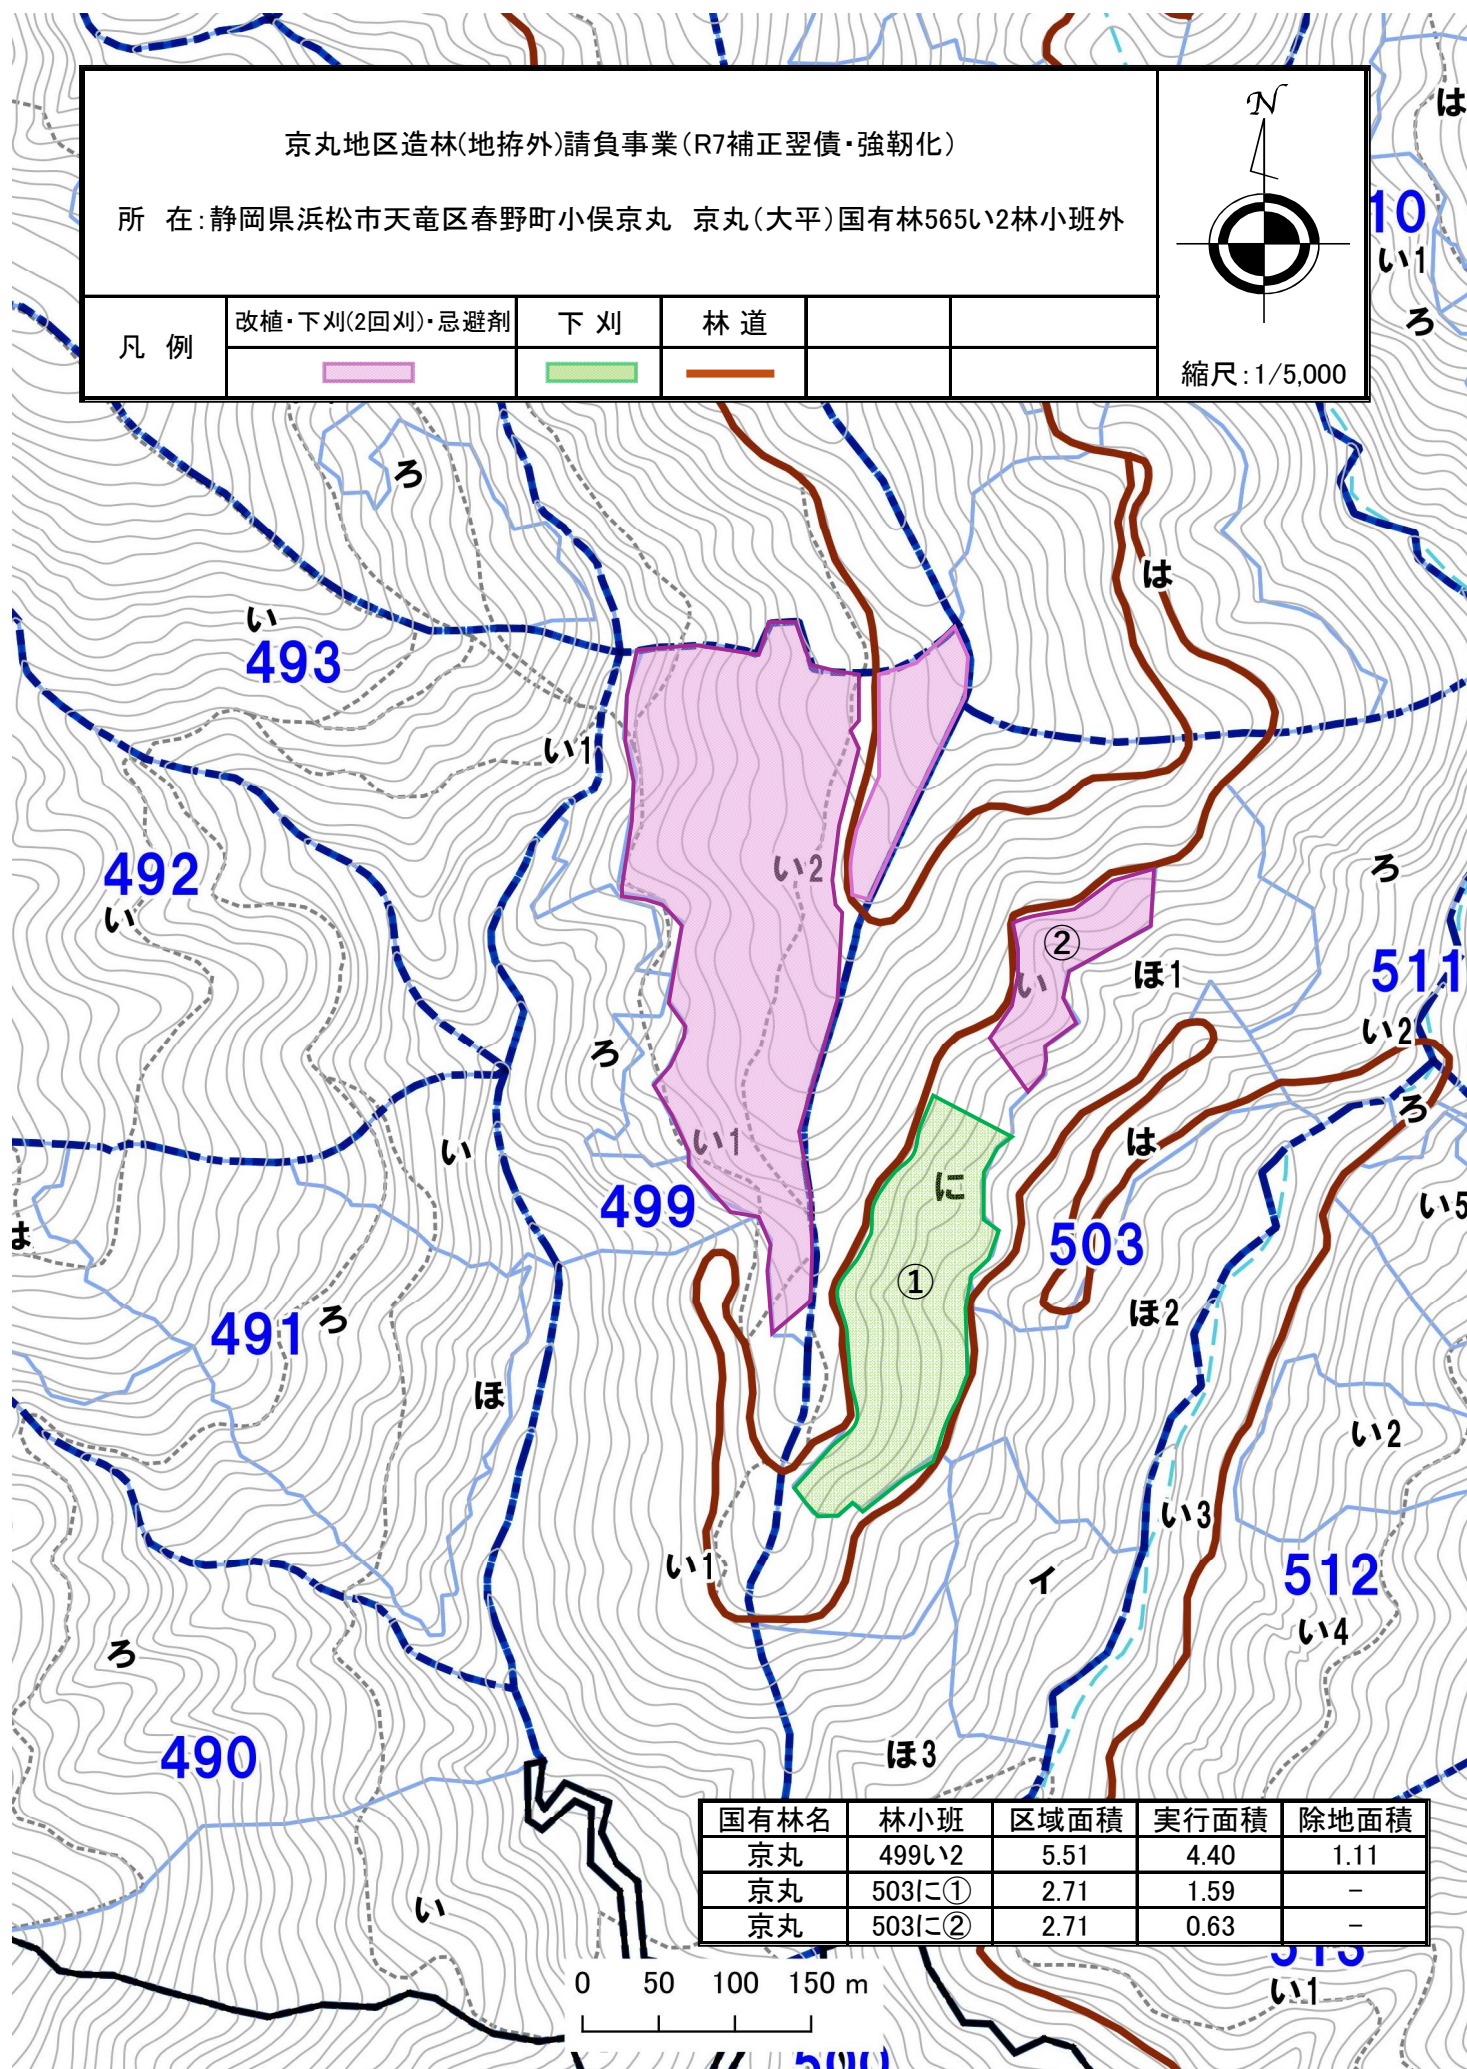 京丸地区造林(地拵外)請負事業(R7補正翌債・強靭化)
所 在:静岡県浜松市天竜区春野町小俣京丸 京丸(大平)国有林565い2林小班外
N
縮尺:1/5,000
凡 例
改植・下刈(2回刈)・忌避剤
下 刈
林 道
は
10
い1
ろ
ろ
は
い
493
い1
492
い
い2
ろ
②
い
ほ1
511
い2
ろ
ろ
い1
い
は
に
499
503
い5
は
①
ほ2
491
ろ
ほ
い2
い3
い1
イ
512
い4
ろ
490
ほ3
い
国有林名 林小班 区域面積 実行面積 除地面積
京丸 499い2 5.51 4.40 1.11
京丸 503に① 2.71 1.59 -
京丸 503に② 2.71 0.63 -
513
い1
0 50 100 150 m
500